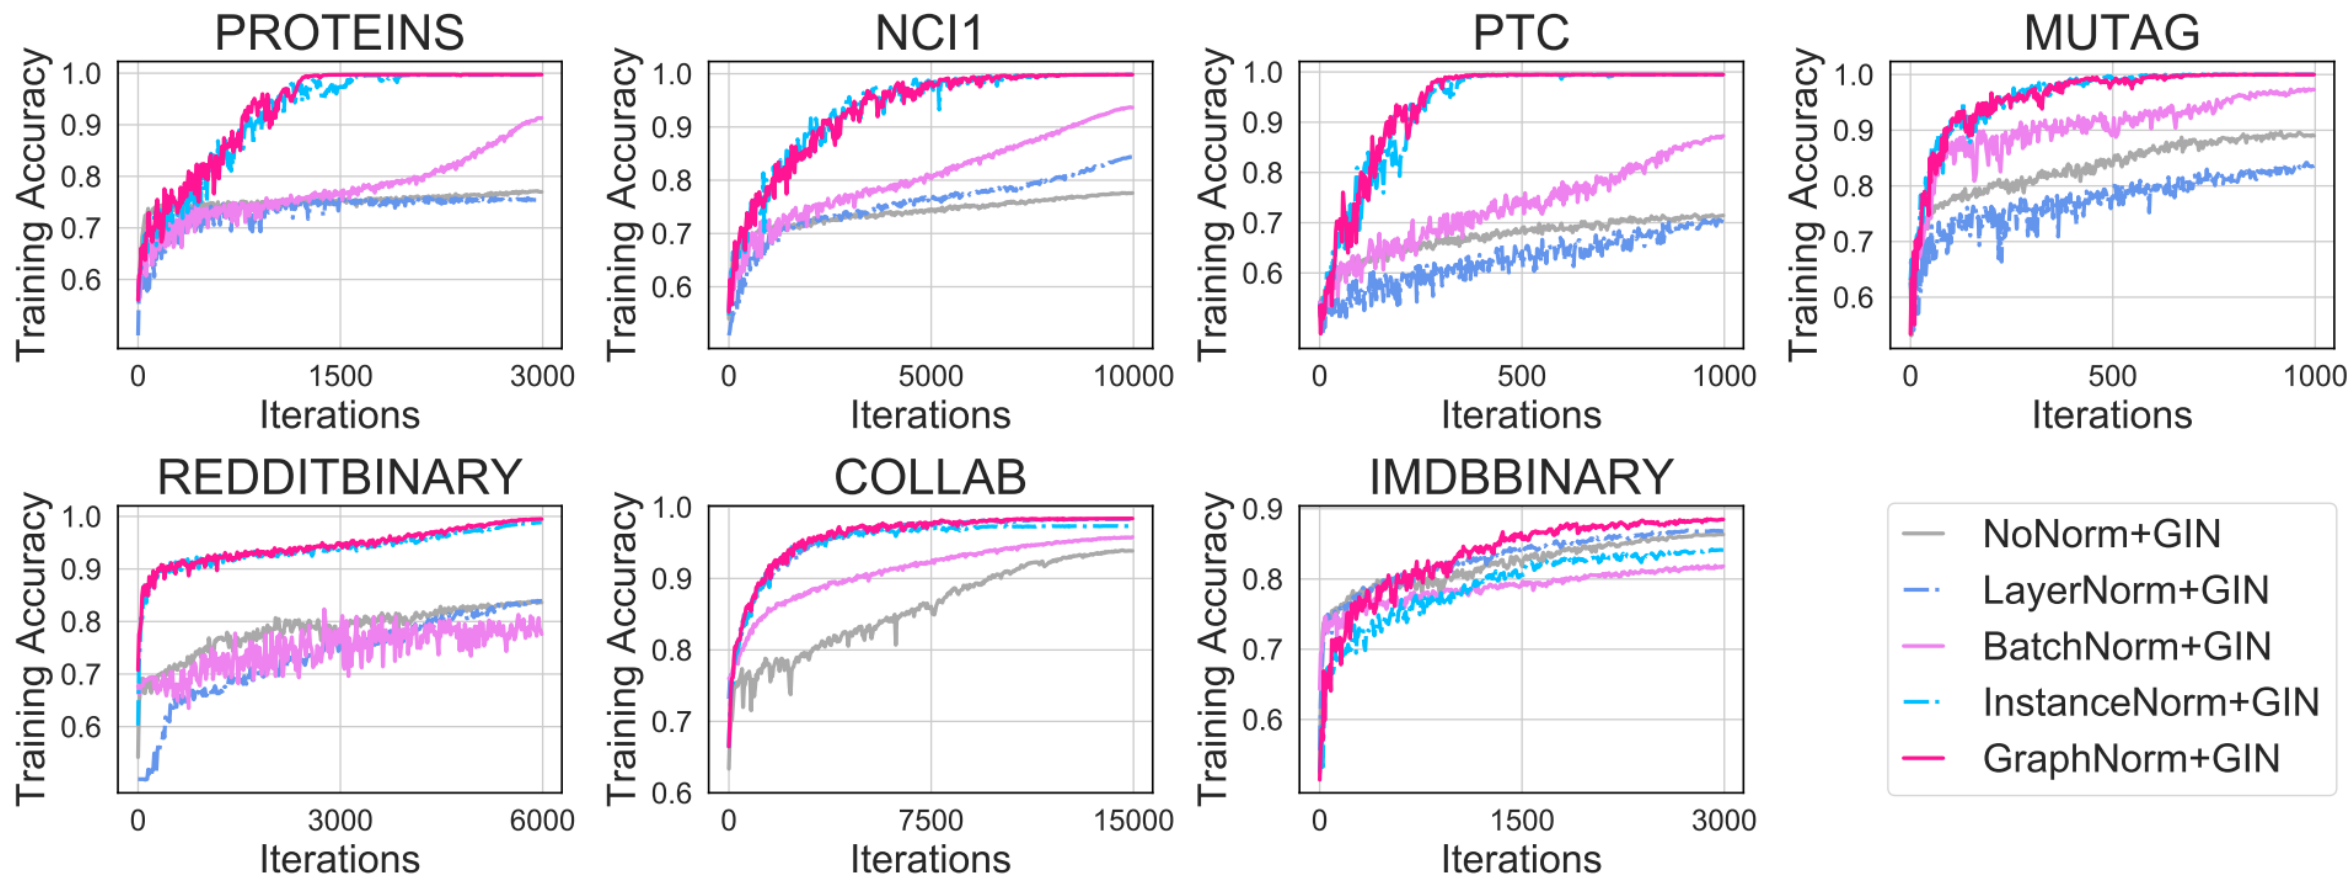 PROTEINS
Training Accuracy
1.0
0.9
0.8
0.7
0.6
0 1500 3000
Iterations
NCI1
Training Accuracy
1.0
0.9
0.8
0.7
0.6
0 5000 10000
Iterations
PTC
Training Accuracy
1.0
0.9
0.8
0.7
0.6
0 500 1000
Iterations
MUTAG
Training Accuracy
1.0
0.9
0.8
0.7
0.6
0 500 1000
Iterations
REDDITBINARY
Training Accuracy
1.0
0.9
0.8
0.7
0.6
0 3000 6000
Iterations
COLLAB
Training Accuracy
1.0
0.9
0.8
0.7
0.6
0 7500 15000
Iterations
IMDBBINARY
Training Accuracy
0.9
0.8
0.7
0.6
0 1500 3000
Iterations
NoNorm+GIN
LayerNorm+GIN
BatchNorm+GIN
InstanceNorm+GIN
GraphNorm+GIN